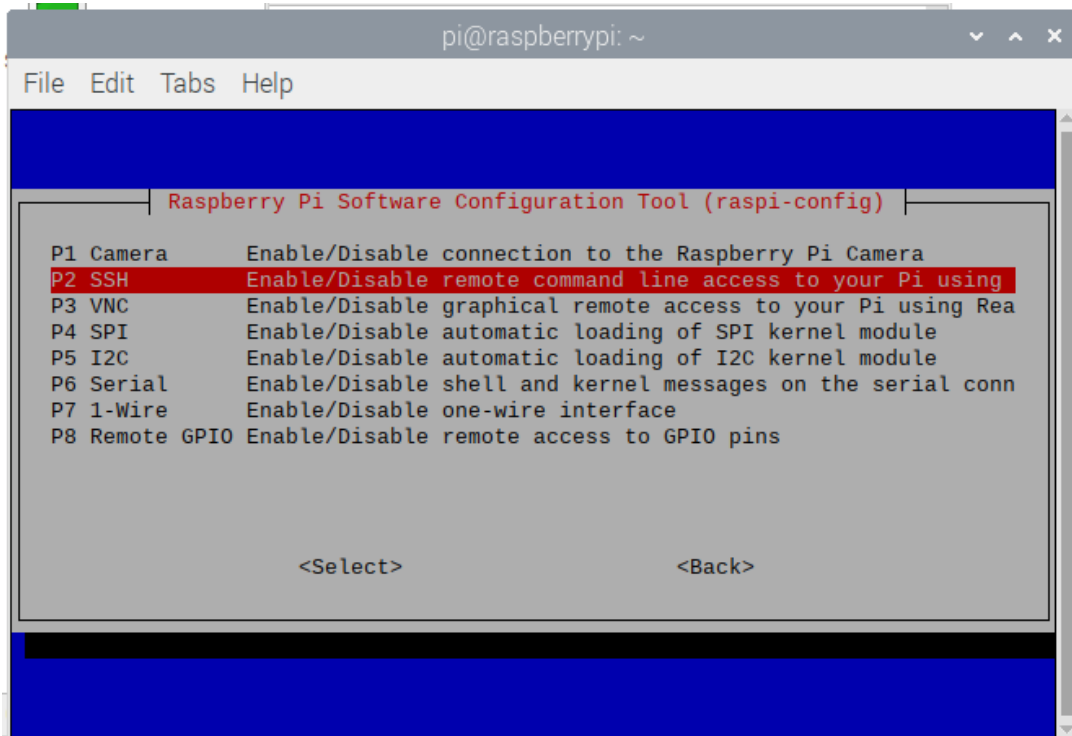 pi@raspberrypi: ~
File Edit Tabs Help
Raspberry Pi Software Configuration Tool (raspi-config)
P1 Camera Enable/Disable connection to the Raspberry Pi Camera
P2 SSH Enable/Disable remote command line access to your Pi using
P3 VNC Enable/Disable graphical remote access to your Pi using Rea
P4 SPI Enable/Disable automatic loading of SPI kernel module
P5 I2C Enable/Disable automatic loading of I2C kernel module
P6 Serial Enable/Disable shell and kernel messages on the serial conn
P7 1-Wire Enable/Disable one-wire interface
P8 Remote GPIO Enable/Disable remote access to GPIO pins
<Select> <Back>